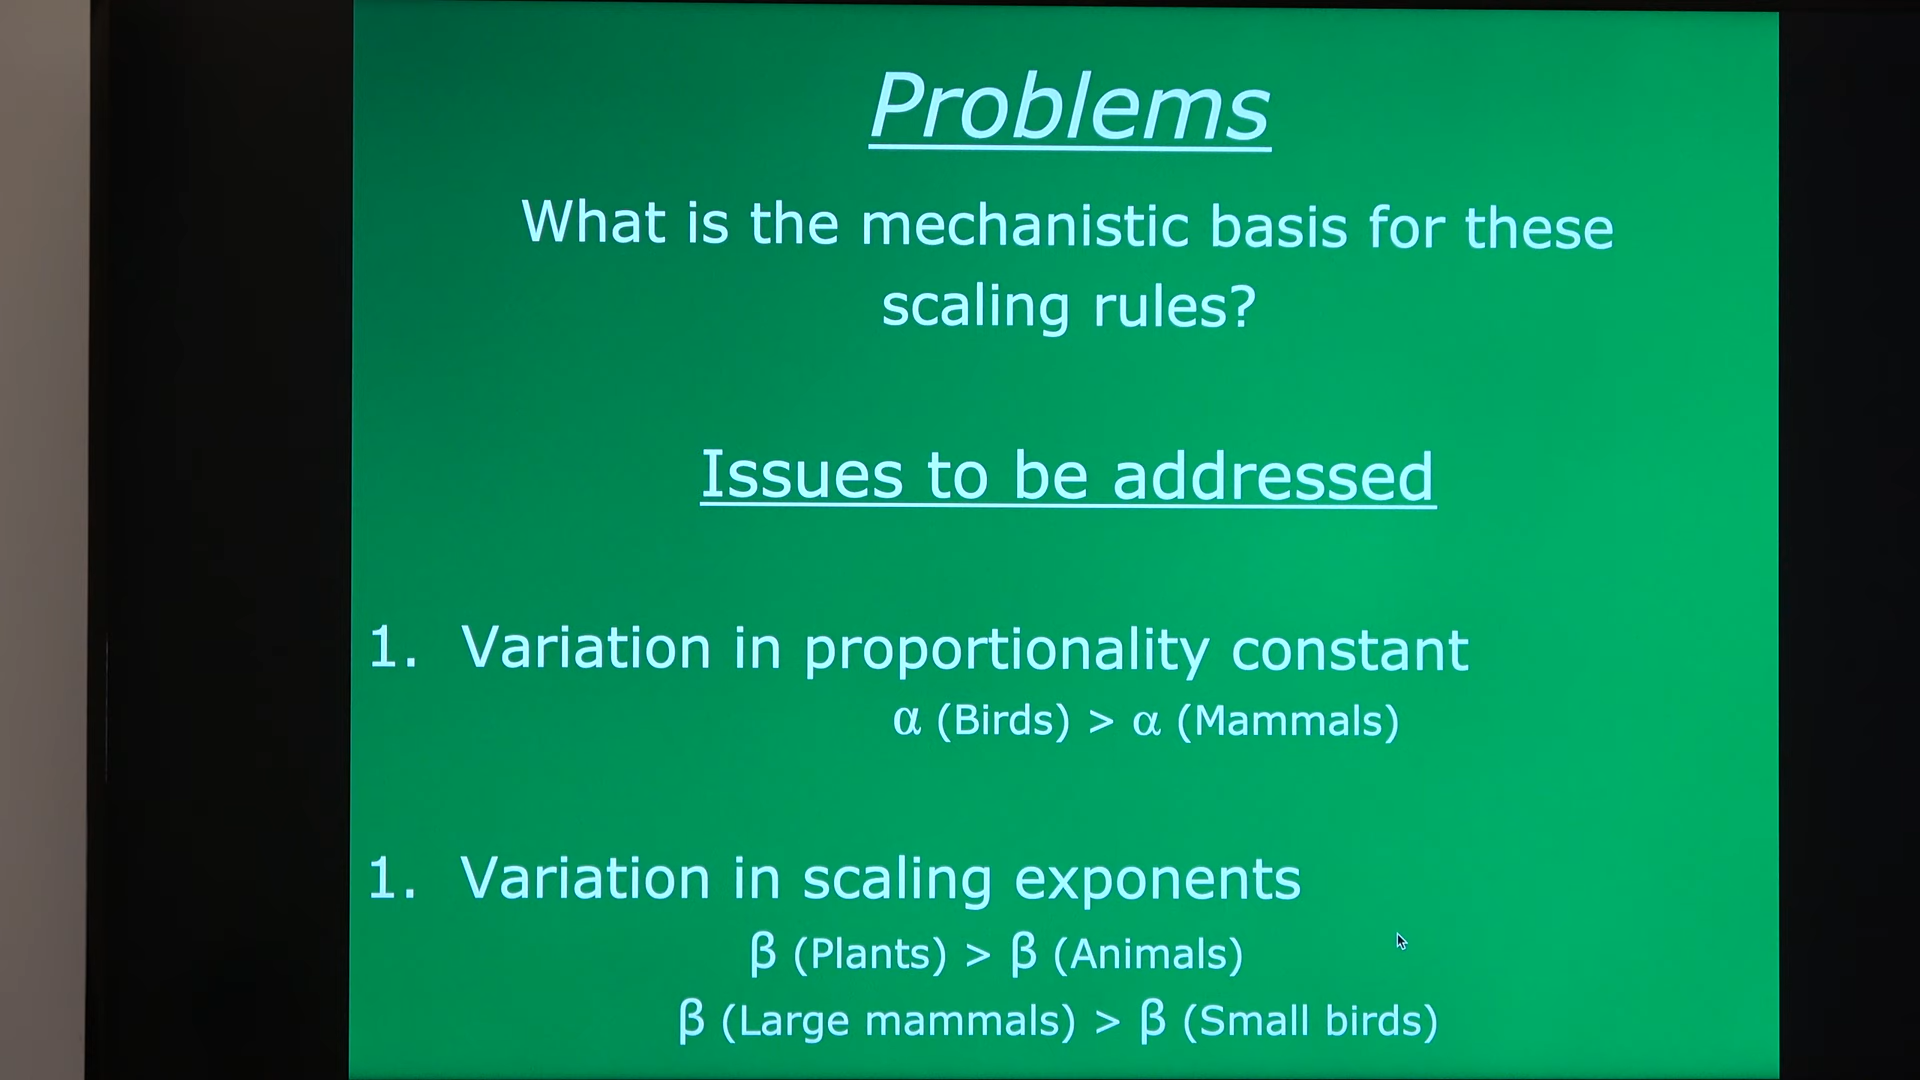 Problems
What is the mechanistic basis for these
scaling rules?
Issues to be addressed
1. Variation in proportionality constant
α (Birds) > α (Mammals)
1. Variation in scaling exponents
β (Plants) > β (Animals)
β (Large mammals) > β (Small birds)